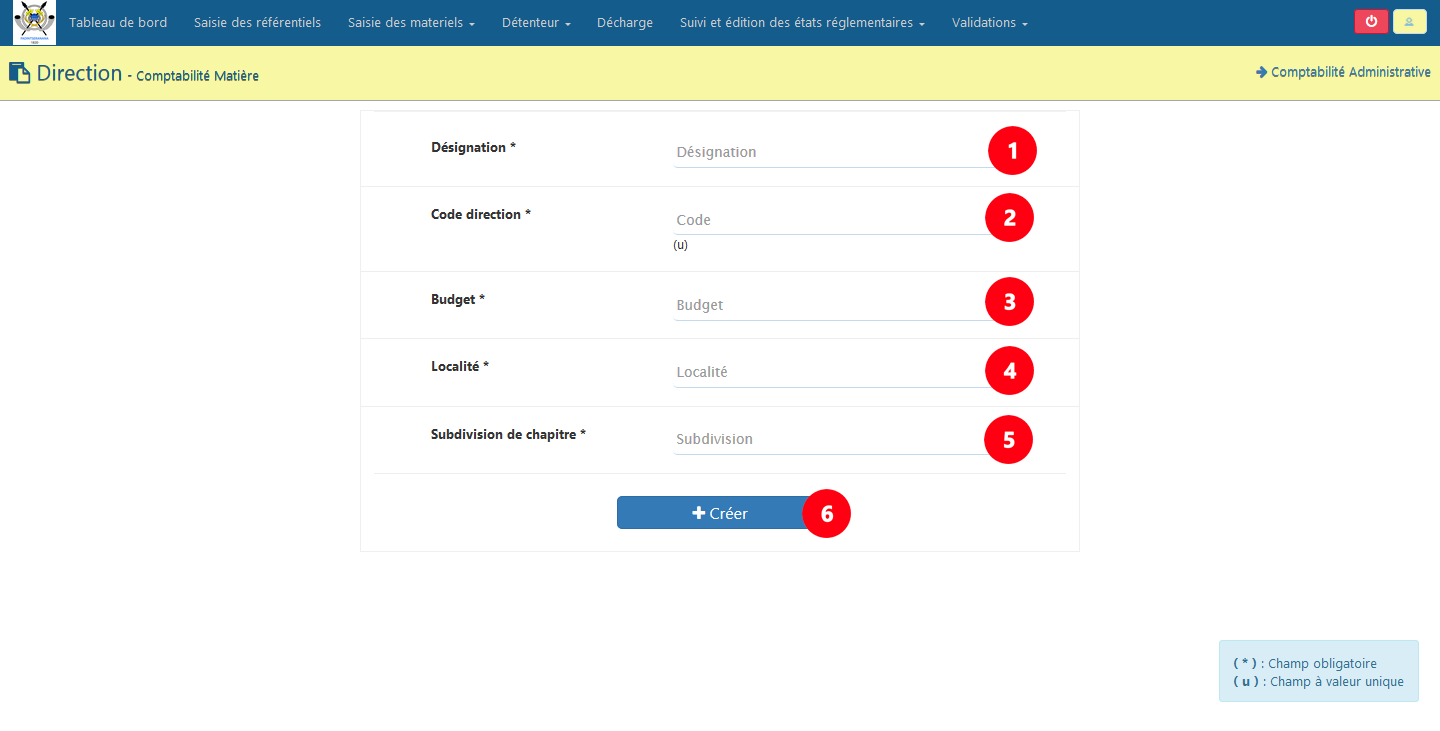 Tableau de bord Saisie des référentiels Saisie des materiels Détenteur Décharge Suivi et édition des états réglementaires Validations
Direction - Comptabilité Matière
Comptabilité Administrative
Désignation * Désignation 1
Code direction * Code 2
(u)
Budget * Budget 3
Localité * Localité 4
Subdivision de chapitre * Subdivision 5
Créer 6
( * ) : Champ obligatoire
( u ) : Champ à valeur unique